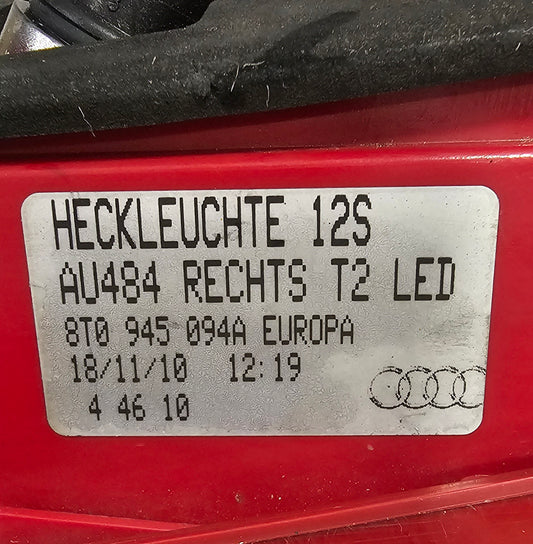 HECKLEUCHTE 12S
AU484 RECHTS T2 LED
8T0 945 094A EUROPA
18/11/10 12:19
4 46 10